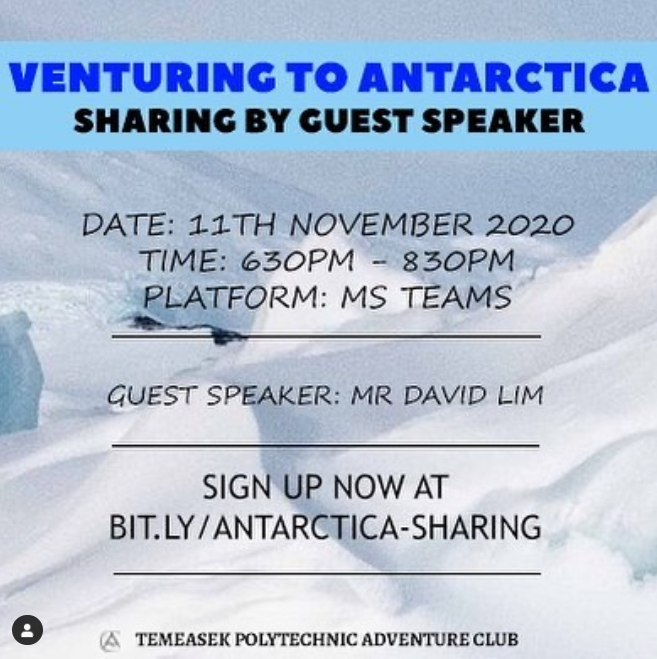 VENTURING TO ANTARCTICA
SHARING BY GUEST SPEAKER
DATE: 11TH NOVEMBER 2020
TIME: 630PM - 830PM
PLATFORM: MS TEAMS
GUEST SPEAKER: MR DAVID LIM
SIGN UP NOW AT
BIT.LY/ANTARCTICA-SHARING
TEMEASEK POLYTECHNIC ADVENTURE CLUB